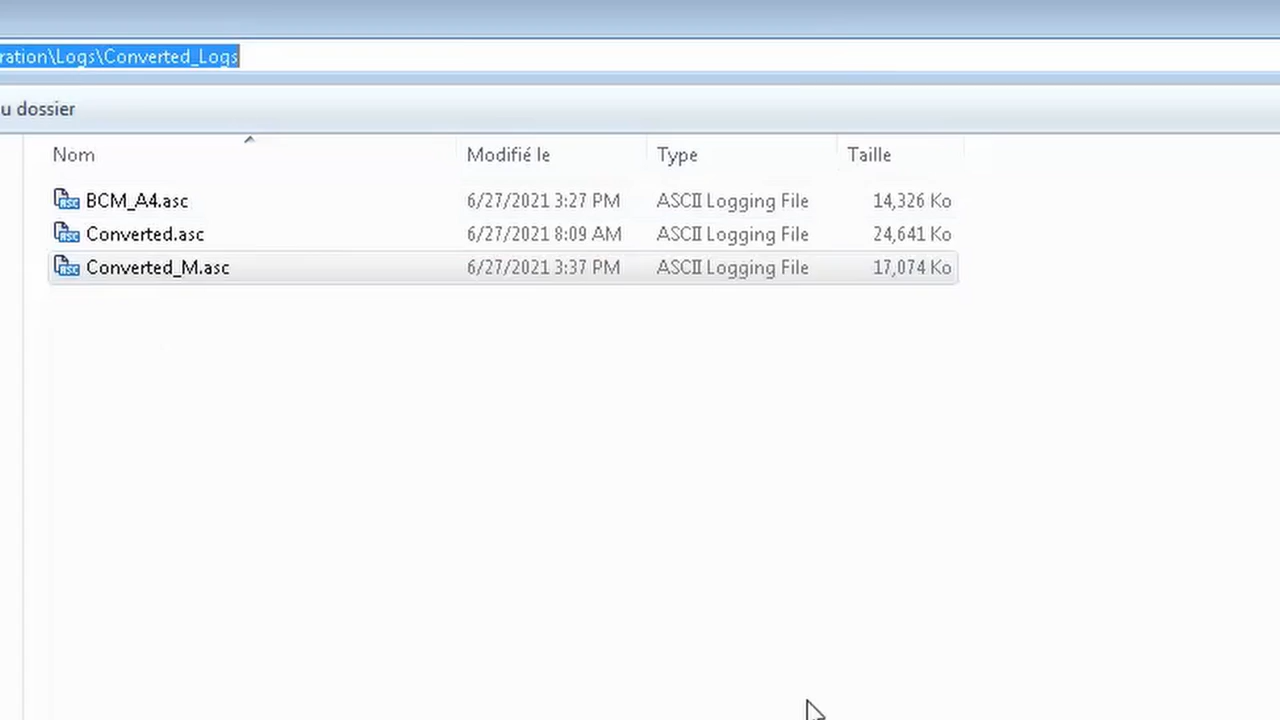 ration\Logs\Converted_Logs
u dossier
Nom Modifié le Type Taille
BCM_A4.asc 6/27/2021 3:27 PM ASCII Logging File 14,326 Ko
Converted.asc 6/27/2021 8:09 AM ASCII Logging File 24,641 Ko
Converted_M.asc 6/27/2021 3:37 PM ASCII Logging File 17,074 Ko